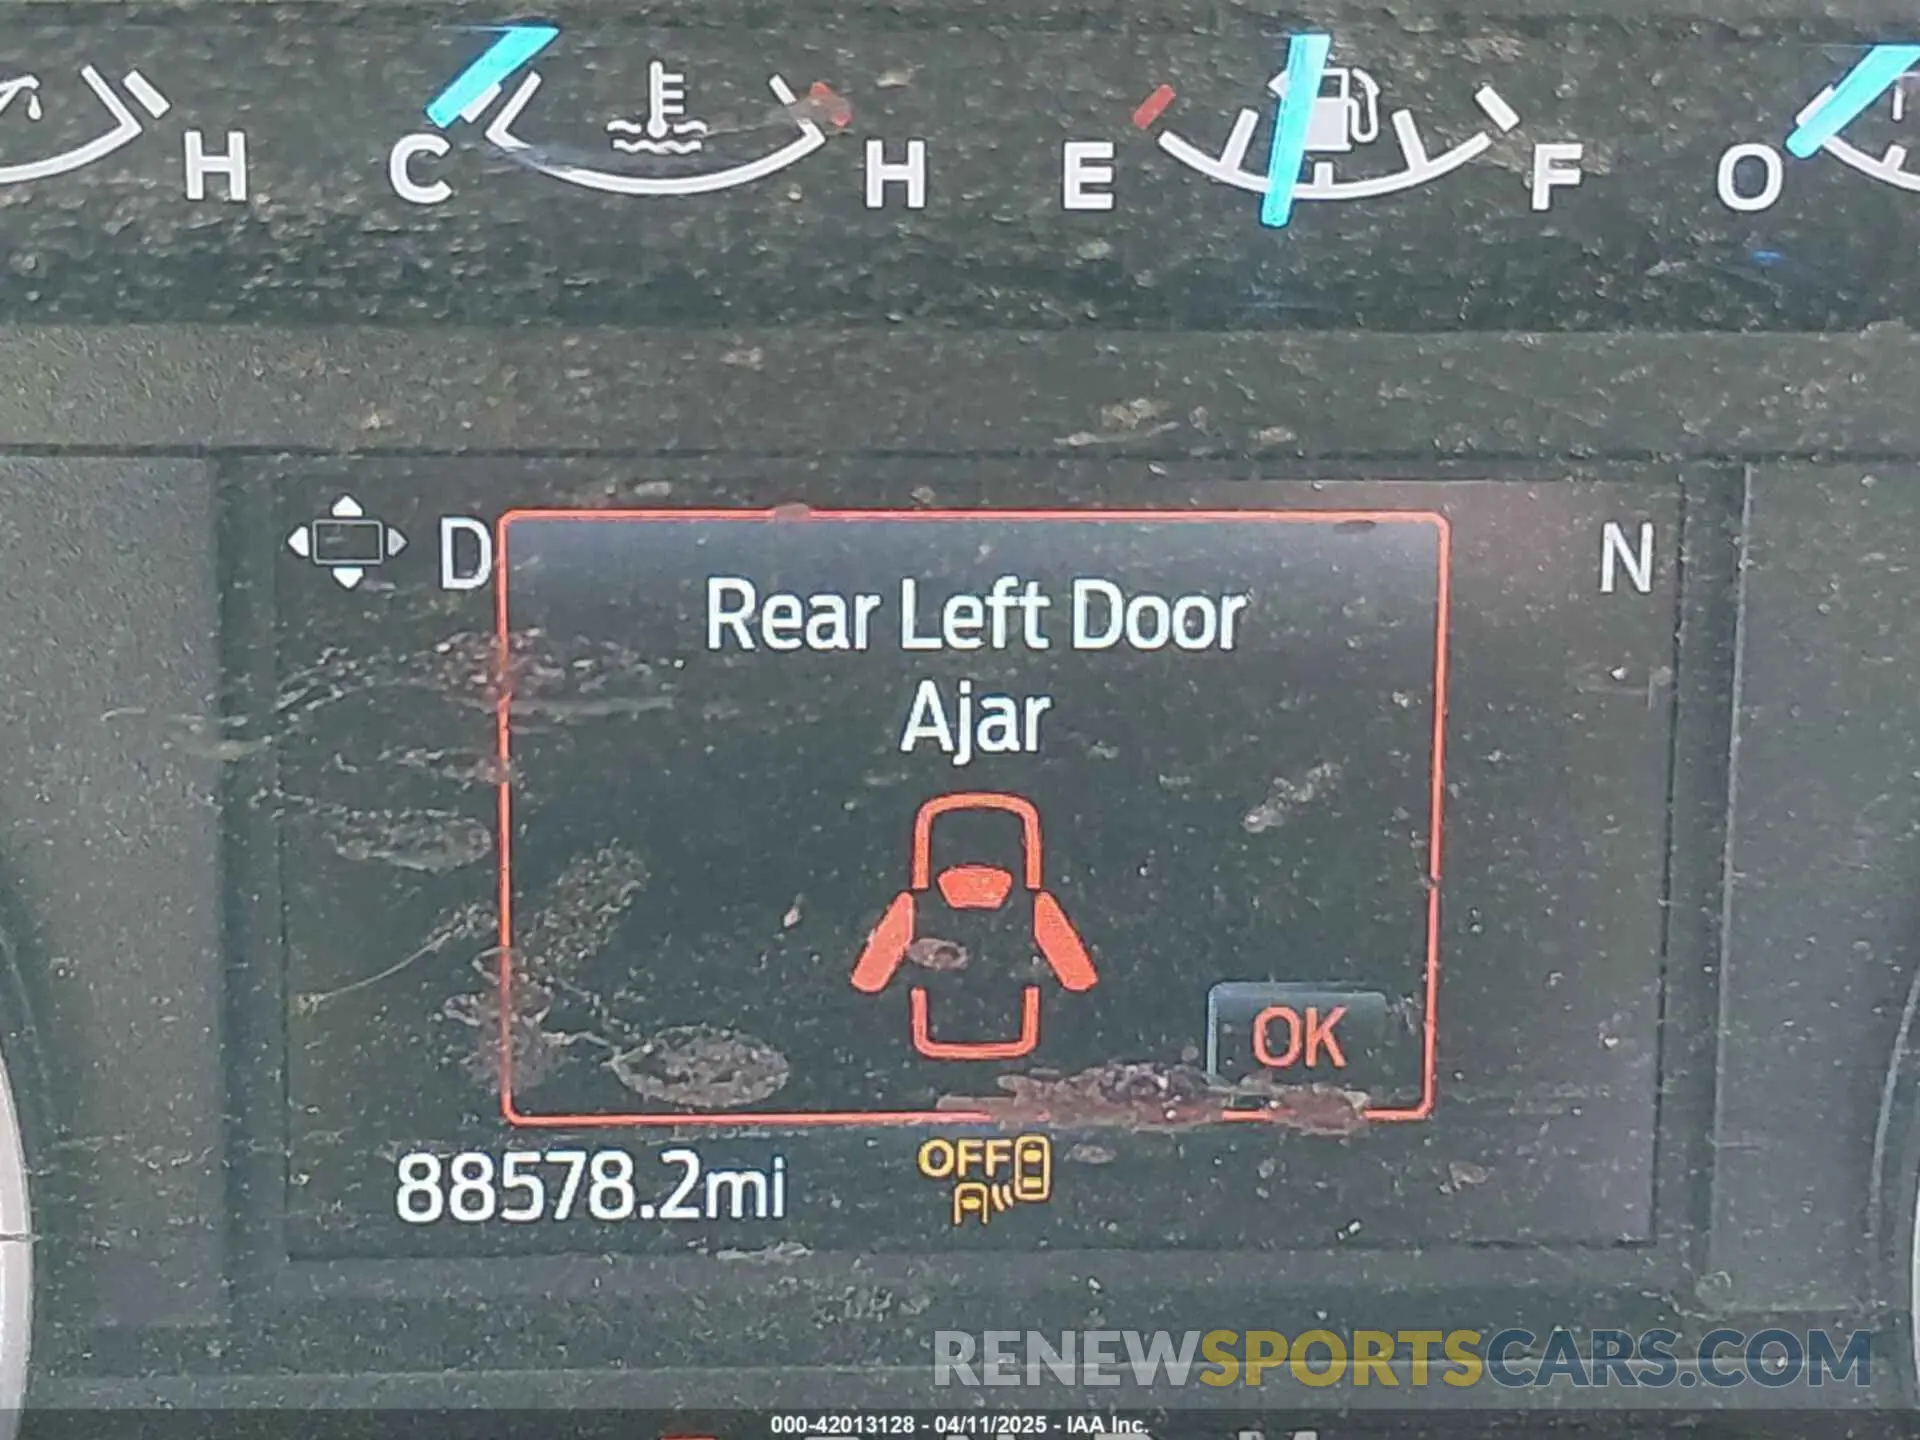 H C H E F O
D N
Rear Left Door
Ajar
OK
88578.2mi
OFF
RENEWSPORTSCARS.COM
000-42013128 - 04/11/2025 - IAA Inc.